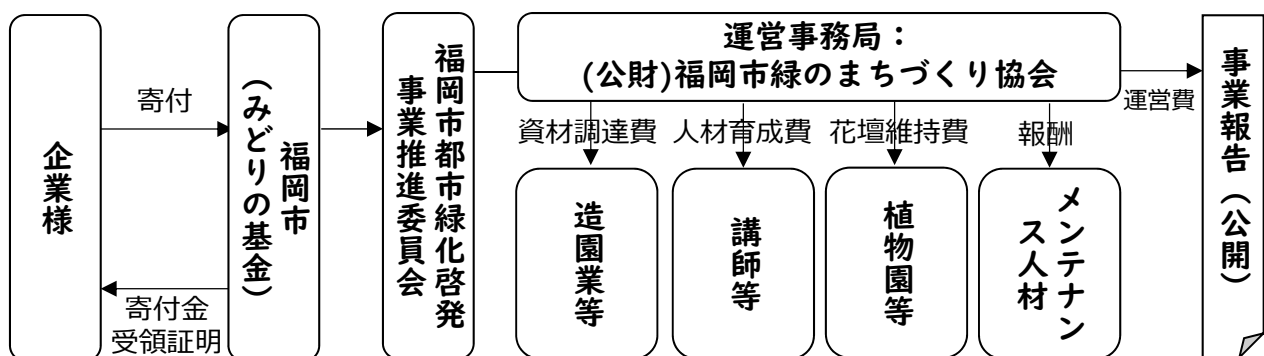 企業様
寄付
寄付金
受領証明
福岡市
(みどりの基金)
福岡市都市緑化啓発
事業推進委員会
運営事務局：
(公財)福岡市緑のまちづくり協会
資材調達費
人材育成費
花壇維持費
報酬
運営費
造園業等
講師等
植物園等
メンテナン
ス人材
事業報告(公開)